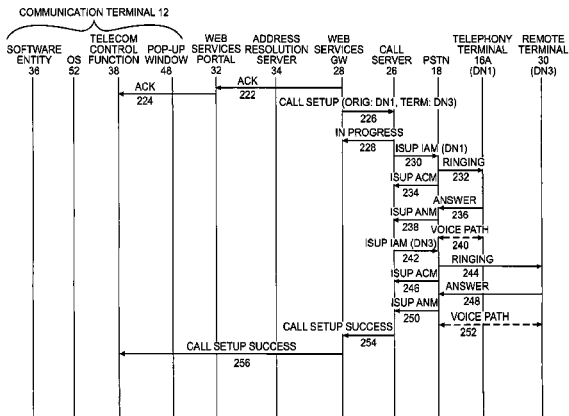 COMMUNICATION TERMINAL 12
SOFTWARE ENTITY 36
OS 52
TELECOM CONTROL FUNCTION 38
POP-UP WINDOW 48
WEB SERVICES PORTAL 32
ADDRESS RESOLUTION SERVER 34
WEB SERVICES GW 28
CALL SERVER 26
PSTN 18
TELEPHONY TERMINAL 16A (DN1)
REMOTE TERMINAL 30 (DN3)
ACK
222
ACK
224
CALL SETUP (ORIG: DN1, TERM: DN3)
226
IN PROGRESS
228
ISUP IAM (DN1)
230
RINGING
232
ISUP ACM
234
ANSWER
236
ISUP ANM
238
VOICE PATH
240
ISUP IAM (DN3)
242
RINGING
244
ISUP ACM
246
ANSWER
248
ISUP ANM
250
VOICE PATH
252
CALL SETUP SUCCESS
254
CALL SETUP SUCCESS
256